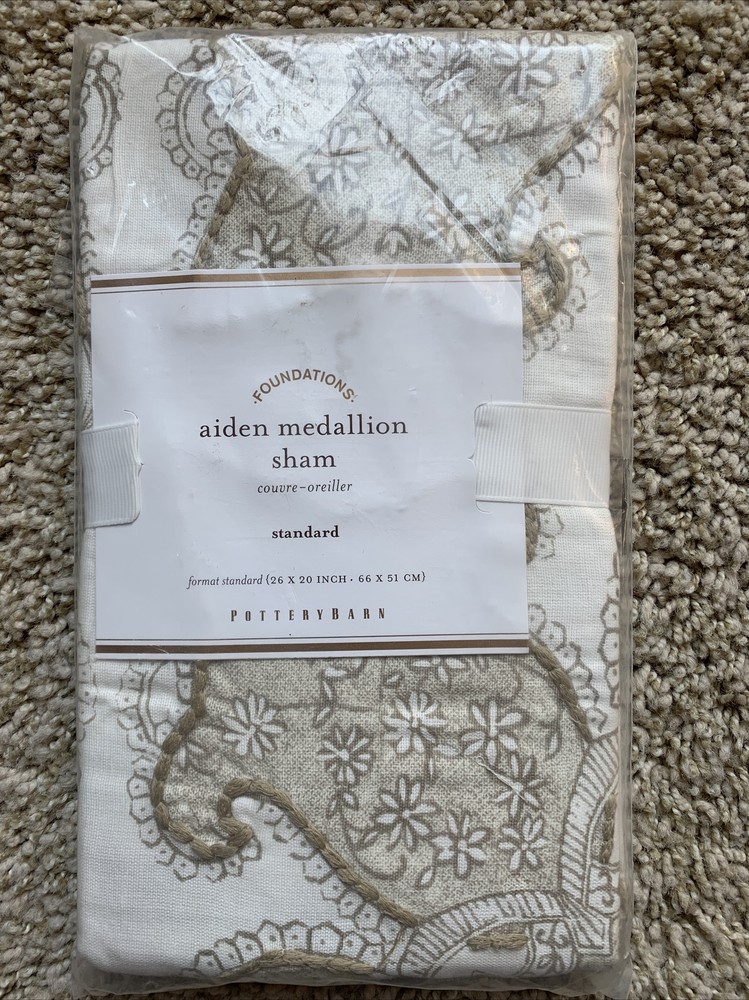 ·FOUNDATIONS·
aiden medallion
sham
couvre-oreiller
standard
format standard (26 X 20 INCH · 66 X 51 CM)
POTTERYBARN